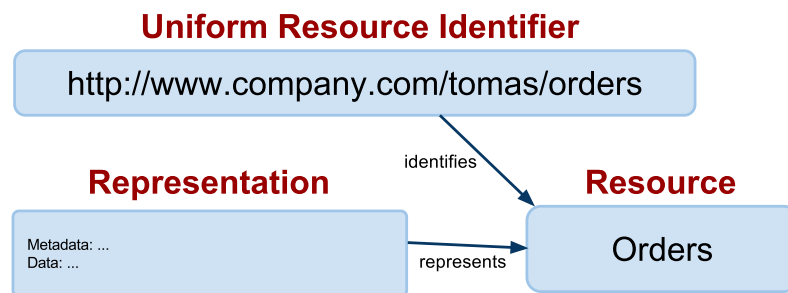 Uniform Resource Identifier
http://www.company.com/tomas/orders
identifies
Representation
Resource
Metadata: ...
Data: ...
represents
Orders